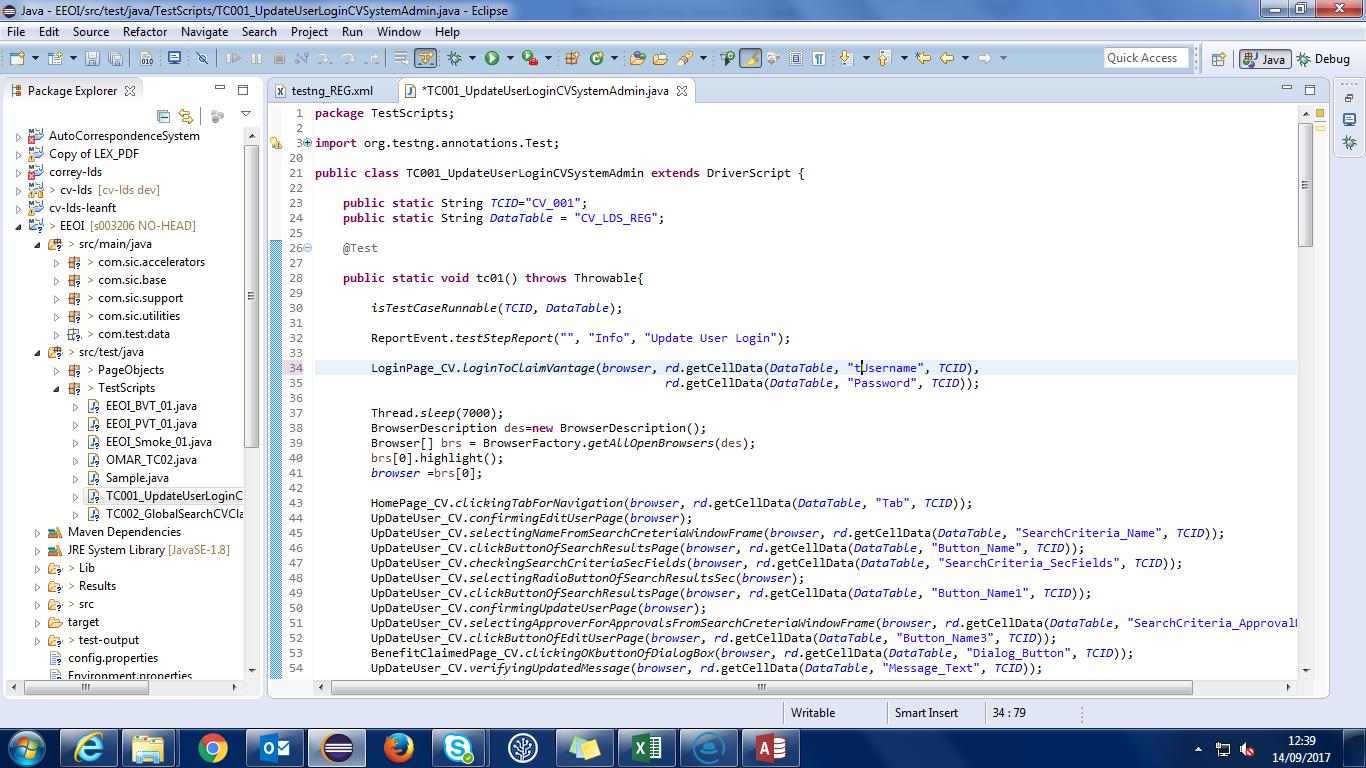 Java - EEOI/src/test/java/TestScripts/TC001_UpdateUserLoginCVSystemAdmin.java - Eclipse
File Edit Source Refactor Navigate Search Project Run Window Help
Quick Access
Java
Debug
Package Explorer
testng_REG.xml
*TC001_UpdateUserLoginCVSystemAdmin.java
AutoCorrespondenceSystem
Copy of LEX_PDF
correy-lds
> cv-lds [cv-lds dev]
cv-lds-leanft
> EEOI [s003206 NO-HEAD]
> src/main/java
> com.sic.accelerators
> com.sic.base
> com.sic.support
> com.sic.utilities
> com.test.data
> src/test/java
> PageObjects
> TestScripts
EEOI_BVT_01.java
EEOI_PVT_01.java
EEOI_Smoke_01.java
OMAR_TC02.java
Sample.java
TC001_UpdateUserLoginC
TC002_GlobalSearchCVCla
Maven Dependencies
JRE System Library [JavaSE-1.8]
> Lib
> Results
> src
target
> test-output
config.properties
Environment.properties
1 package TestScripts;
2
3 import org.testng.annotations.Test;
20
21 public class TC001_UpdateUserLoginCVSystemAdmin extends DriverScript {
22
23 public static String TCID="CV_001";
24 public static String DataTable = "CV_LDS_REG";
25
26 @Test
27
28 public static void tc01() throws Throwable{
29
30 isTestCaseRunnable(TCID, DataTable);
31
32 ReportEvent.testStepReport("", "Info", "Update User Login");
33
34 LoginPage_CV.loginToClaimVantage(browser, rd.getCellData(DataTable, "tUsername", TCID),
35 rd.getCellData(DataTable, "Password", TCID));
36
37 Thread.sleep(7000);
38 BrowserDescription des=new BrowserDescription();
39 Browser[] brs = BrowserFactory.getAllOpenBrowsers(des);
40 brs[0].highlight();
41 browser =brs[0];
42
43 HomePage_CV.clickingTabForNavigation(browser, rd.getCellData(DataTable, "Tab", TCID));
44 UpDateUser_CV.confirmingEditUserPage(browser);
45 UpDateUser_CV.selectingNameFromSearchCreteriaWindowFrame(browser, rd.getCellData(DataTable, "SearchCriteria_Name", TCID));
46 UpDateUser_CV.clickButtonOfSearchResultsPage(browser, rd.getCellData(DataTable, "Button_Name", TCID));
47 UpDateUser_CV.checkingSearchCriteriaSecFields(browser, rd.getCellData(DataTable, "SearchCriteria_SecFields", TCID));
48 UpDateUser_CV.selectingRadioButtonOfSearchResultsSec(browser);
49 UpDateUser_CV.clickButtonOfSearchResultsPage(browser, rd.getCellData(DataTable, "Button_Name1", TCID));
50 UpDateUser_CV.confirmingUpdateUserPage(browser);
51 UpDateUser_CV.selectingApproverForApprovalsFromSearchCreteriaWindowFrame(browser, rd.getCellData(DataTable, "SearchCriteria_Approval
52 UpDateUser_CV.clickButtonOfEditUserPage(browser, rd.getCellData(DataTable, "Button_Name3", TCID));
53 BenefitClaimedPage_CV.clickingOKbuttonOfDialogBox(browser, rd.getCellData(DataTable, "Dialog_Button", TCID));
54 UpDateUser_CV.verifyingUpdatedMessage(browser, rd.getCellData(DataTable, "Message_Text", TCID));
Writable
Smart Insert
34 : 79
12:39
14/09/2017